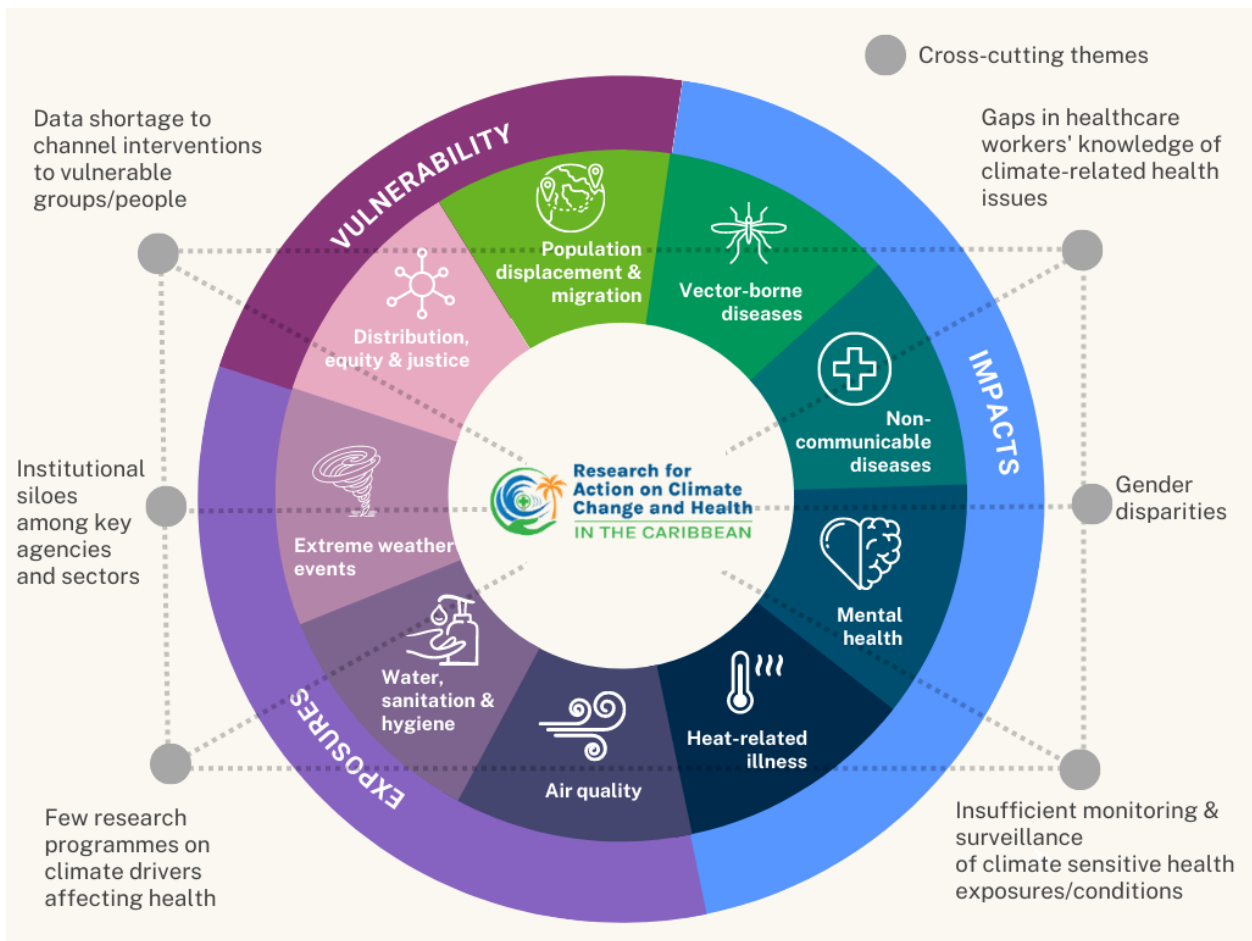 Cross-cutting themes
Data shortage to
channel interventions
to vulnerable
groups/people
Gaps in healthcare
workers' knowledge of
climate-related health
issues
VULNERABILITY
Population
displacement &
migration
Vector-borne
diseases
Distribution,
equity & justice
IMPACTS
Non-
communicable
diseases
Institutional
siloes
among key
agencies
and sectors
Research for
Action on Climate
Change and Health
IN THE CARIBBEAN
Gender
disparities
Extreme weather
events
Mental
health
Water,
sanitation &
hygiene
EXPOSURES
Heat-related
illness
Air quality
Few research
programmes on
climate drivers
affecting health
Insufficient monitoring &
surveillance
of climate sensitive health
exposures/conditions